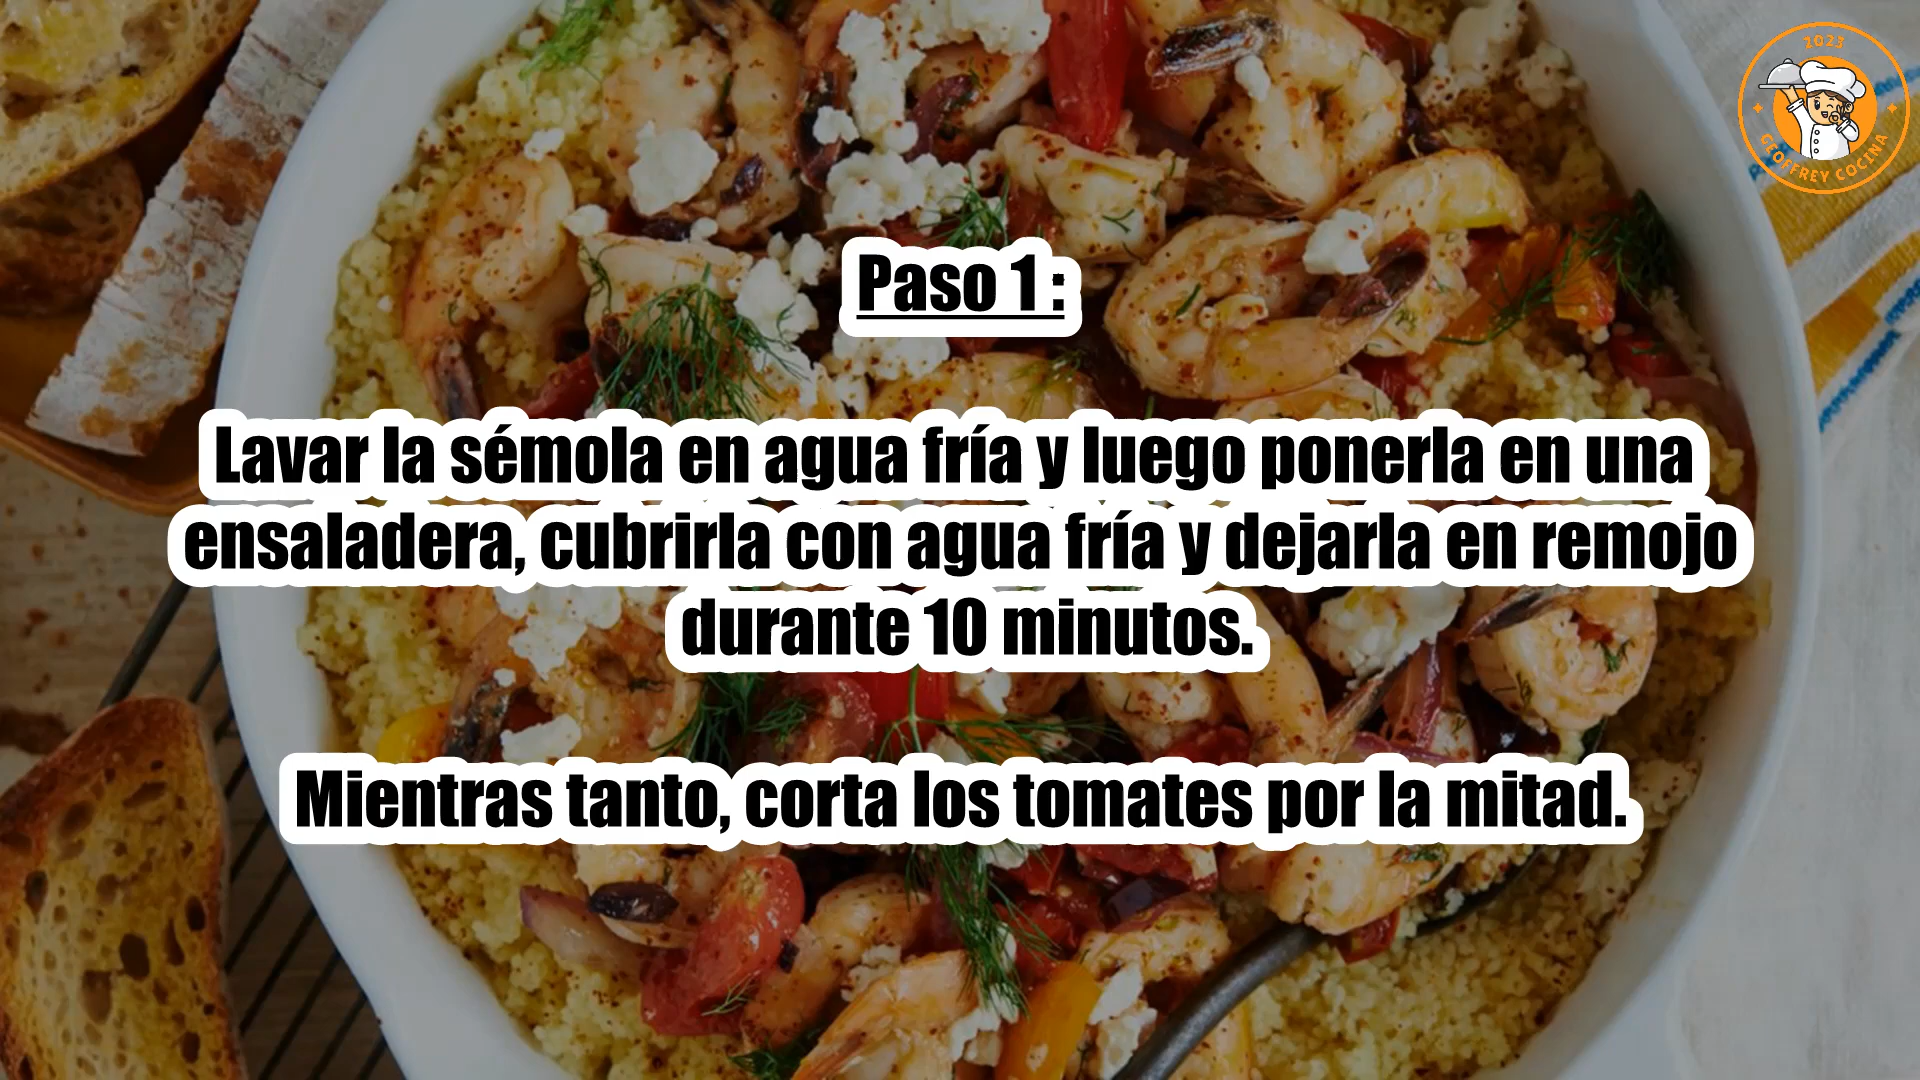 2023
GEOFFREY COCINA
Paso 1 :
Lavar la sémola en agua fría y luego ponerla en una
ensaladera, cubrirla con agua fría y dejarla en remojo
durante 10 minutos.
Mientras tanto, corta los tomates por la mitad.